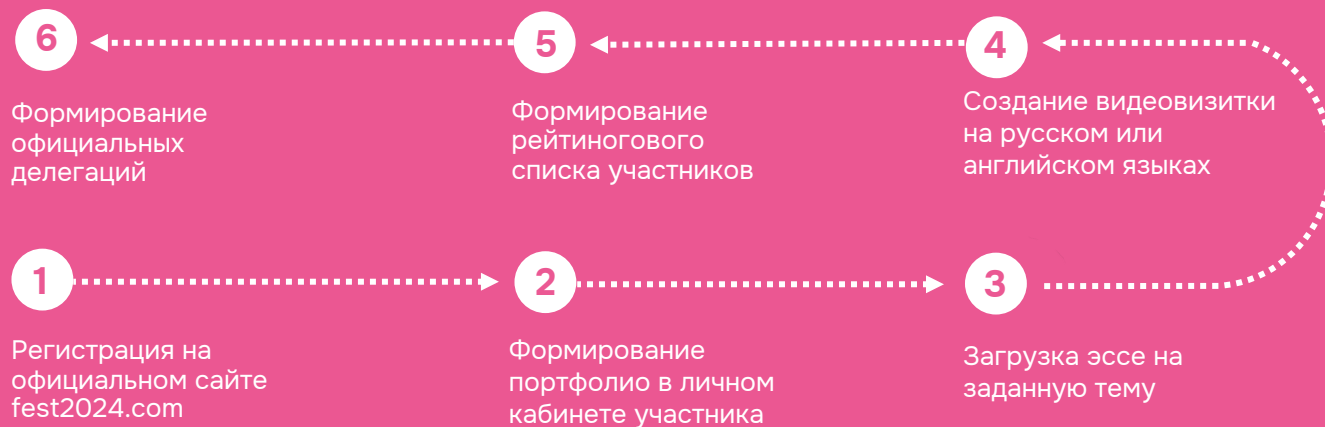 6
Формирование
официальных
делегаций
5
Формирование
рейтингового
списка участников
4
Создание видеовизитки
на русском или
английском языках
1
Регистрация на
официальном сайте
fest2024.com
2
Формирование
портфолио в личном
кабинете участника
3
Загрузка эссе на
заданную тему